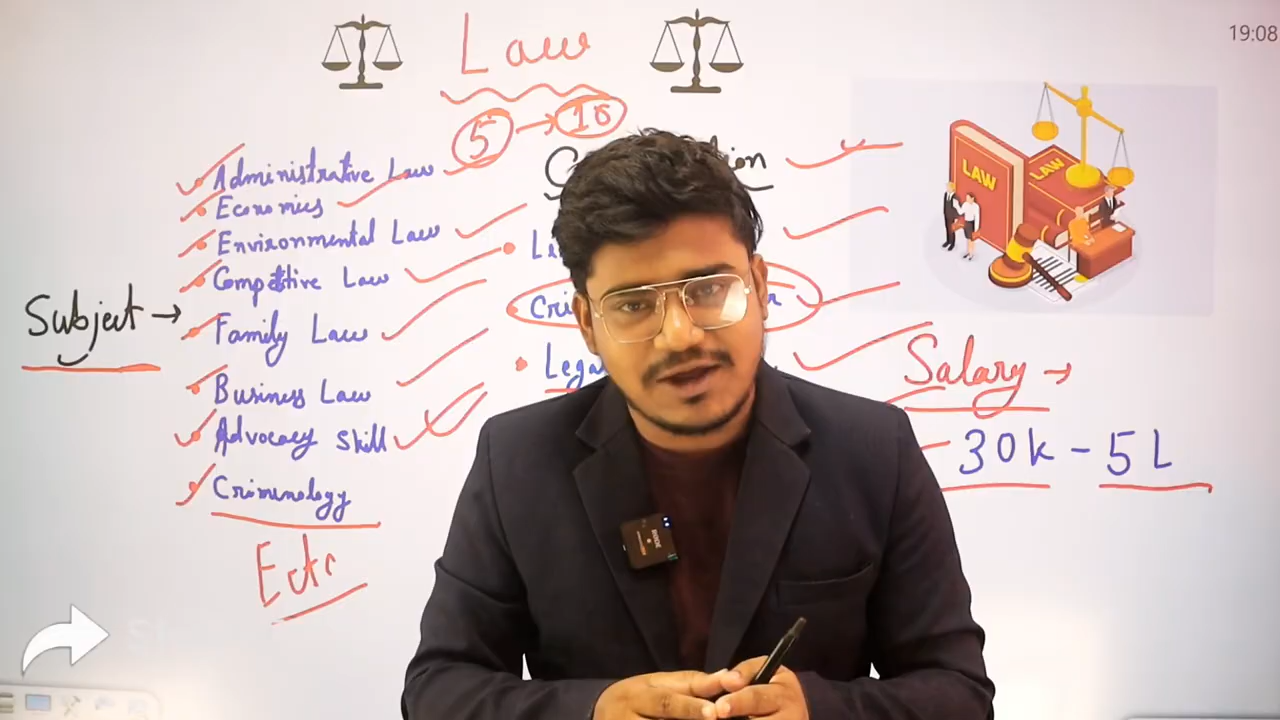 19:08
Law
5 → 10
Administrative Law
Economics
Environmental Law
Competitive Law
Subject →
Family Law
Business Law
Advocacy Skill
Criminology
LAW
LAW
Salary →
30k - 5L